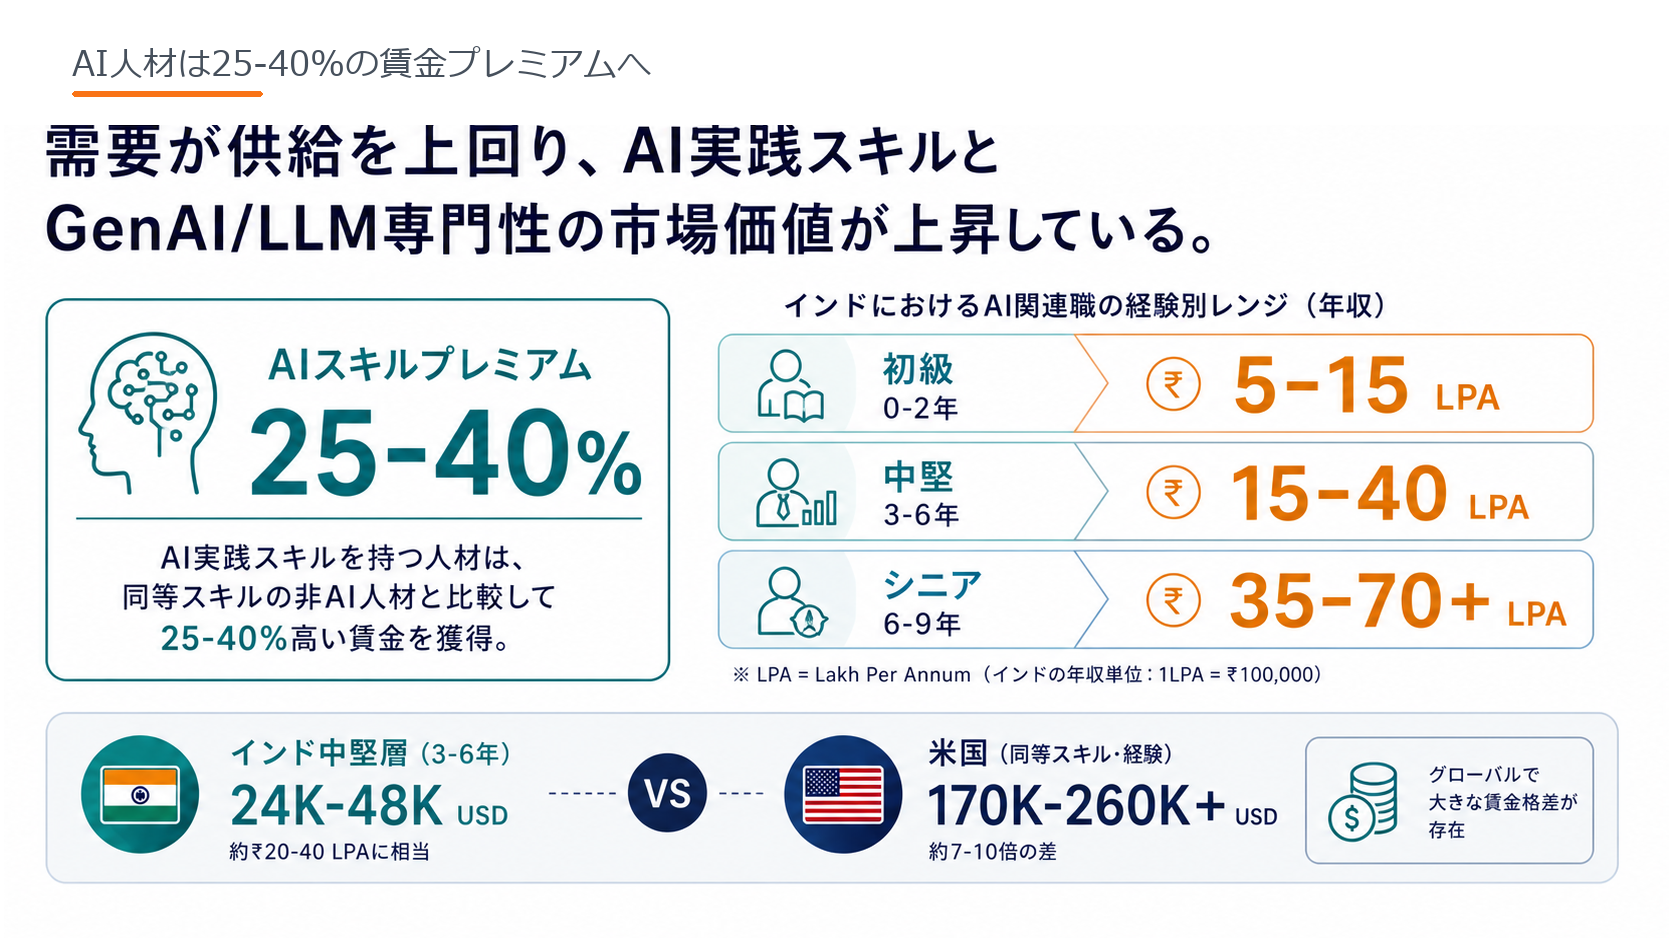 AI人材は25-40%の賃金プレミアムへ
需要が供給を上回り、AI実践スキルと
GenAI/LLM専門性の市場価値が上昇している。
AIスキルプレミアム
25-40%
AI実践スキルを持つ人材は、
同等スキルの非AI人材と比較して
25-40%高い賃金を獲得。
インドにおけるAI関連職の経験別レンジ（年収）
初級
0-2年
₹ 5-15 LPA
中堅
3-6年
₹ 15-40 LPA
シニア
6-9年
₹ 35-70+ LPA
※ LPA = Lakh Per Annum（インドの年収単位：1LPA = ₹100,000）
インド中堅層（3-6年）
24K-48K USD
約₹20-40 LPAに相当
VS
米国（同等スキル・経験）
170K-260K+ USD
約7-10倍の差
$
グローバルで
大きな賃金格差が
存在